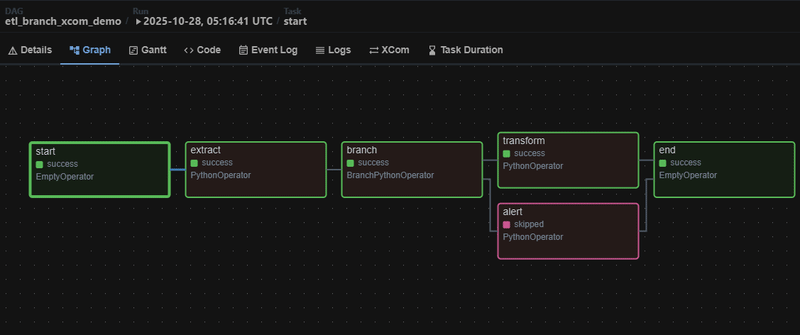 DAG Run Task
etl_branch_xcom_demo / 2025-10-28, 05:16:41 UTC / start
Details Graph Gantt Code Event Log Logs XCom Task Duration
start
success
EmptyOperator
extract
success
PythonOperator
branch
success
BranchPythonOperator
transform
success
PythonOperator
alert
skipped
PythonOperator
end
success
EmptyOperator